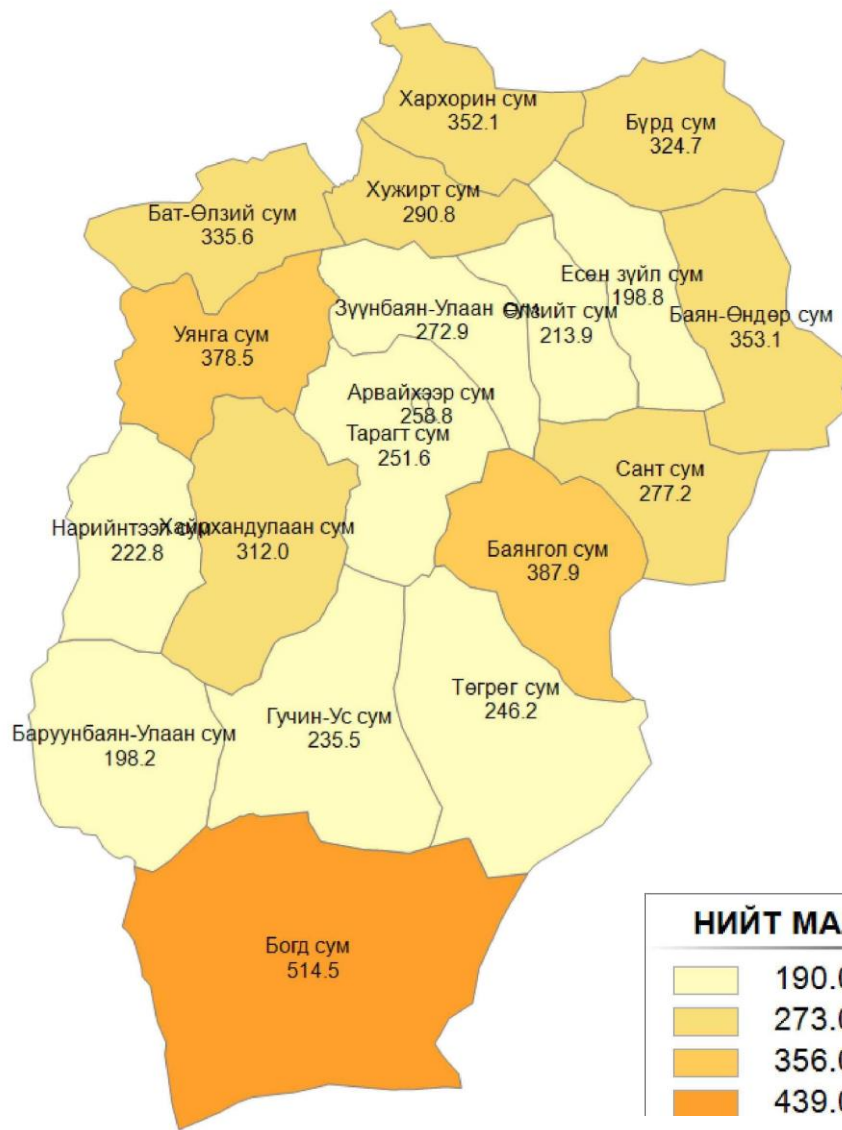 Хархорин сум
352.1
Бүрд сум
324.7
Хужирт сум
290.8
Бат-Өлзий сум
335.6
Есөн зүйл сум
198.8
Зүүнбаян-Улаан сум
272.9
Өлзийт сум
213.9
Баян-Өндөр сум
353.1
Уянга сум
378.5
Арвайхээр сум
258.8
Тарагт сум
251.6
Сант сум
277.2
Нарийнтээл сум
222.8
Хайрхандулаан сум
312.0
Баянгол сум
387.9
Төгрөг сум
246.2
Гучин-Ус сум
235.5
Баруунбаян-Улаан сум
198.2
Богд сум
514.5
НИЙТ МА
190.0
273.0
356.0
439.0